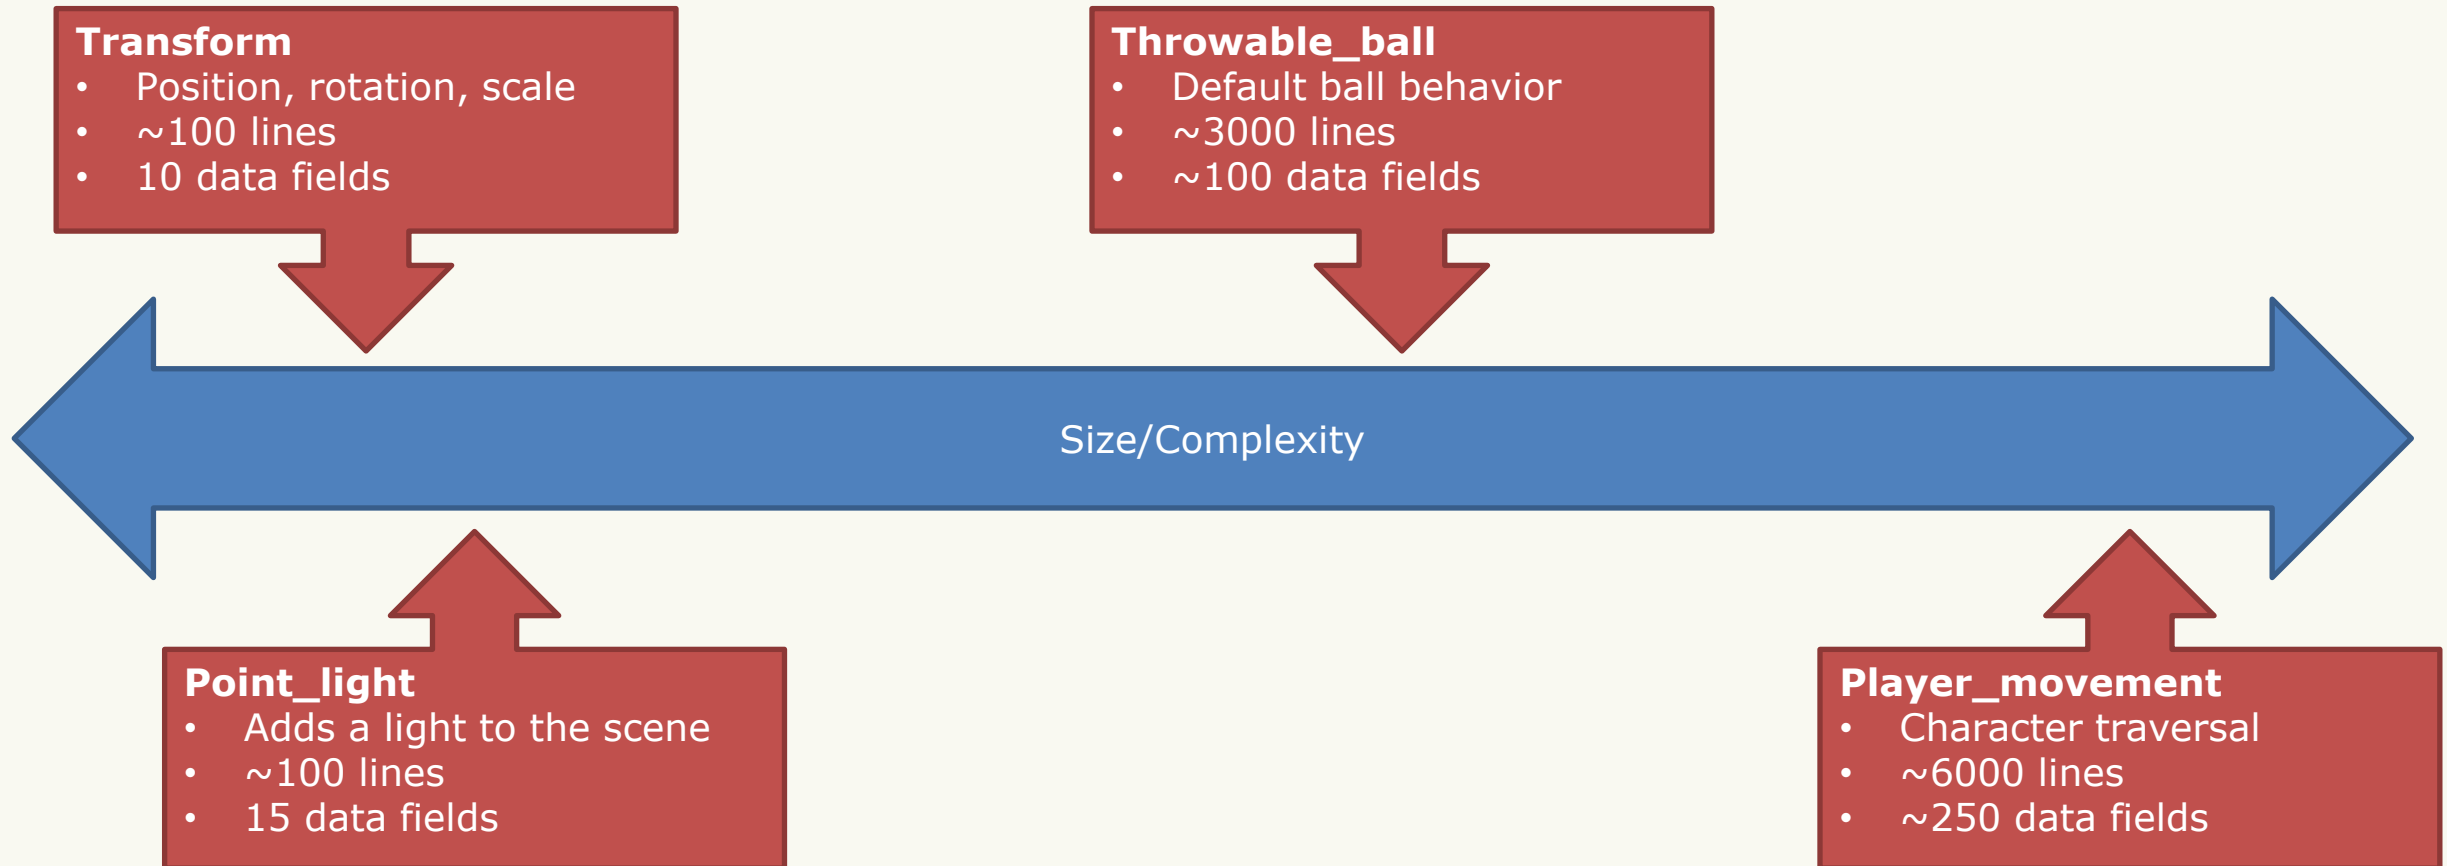 Transform
• Position, rotation, scale
• ~100 lines
• 10 data fields
Throwable_ball
• Default ball behavior
• ~3000 lines
• ~100 data fields
Size/Complexity
Point_light
• Adds a light to the scene
• ~100 lines
• 15 data fields
Player_movement
• Character traversal
• ~6000 lines
• ~250 data fields